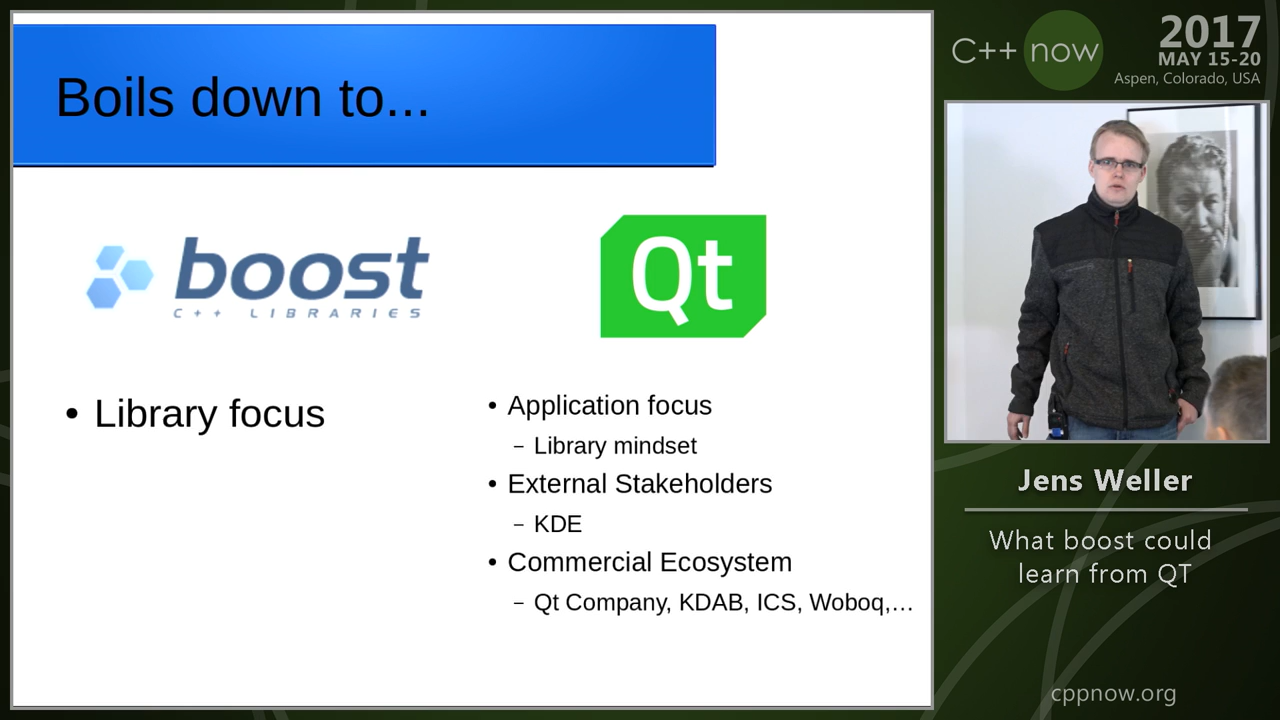 Boils down to...
boost
C++ LIBRARIES
Qt
• Library focus
• Application focus
– Library mindset
• External Stakeholders
– KDE
• Commercial Ecosystem
– Qt Company, KDAB, ICS, Woboq,...
C++ now
2017
MAY 15-20
Aspen, Colorado, USA
Jens Weller
What boost could
learn from QT
cppnow.org